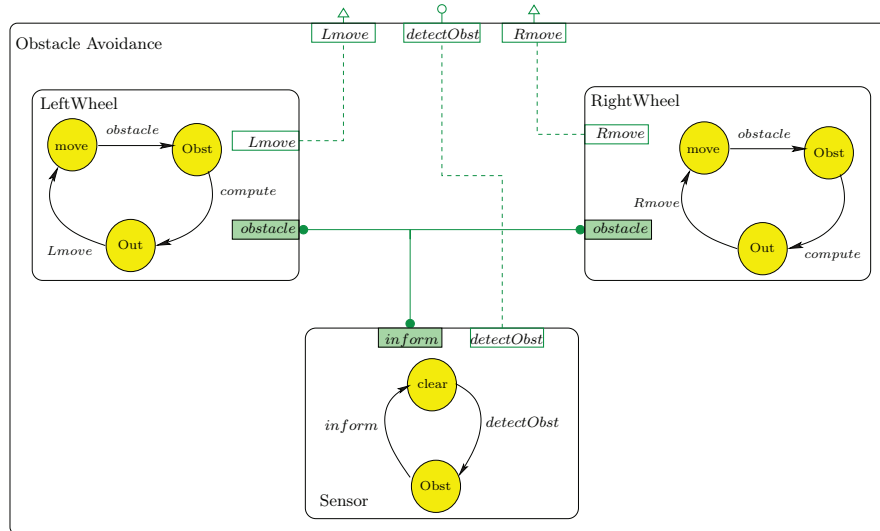 Lmove
detectObst
Rmove
Obstacle Avoidance
LeftWheel
move
obstacle
Obst
Lmove
compute
obstacle
Lmove
Out
RightWheel
Rmove
move
obstacle
Obst
Rmove
obstacle
Out
compute
inform
detectObst
clear
inform
detectObst
Obst
Sensor